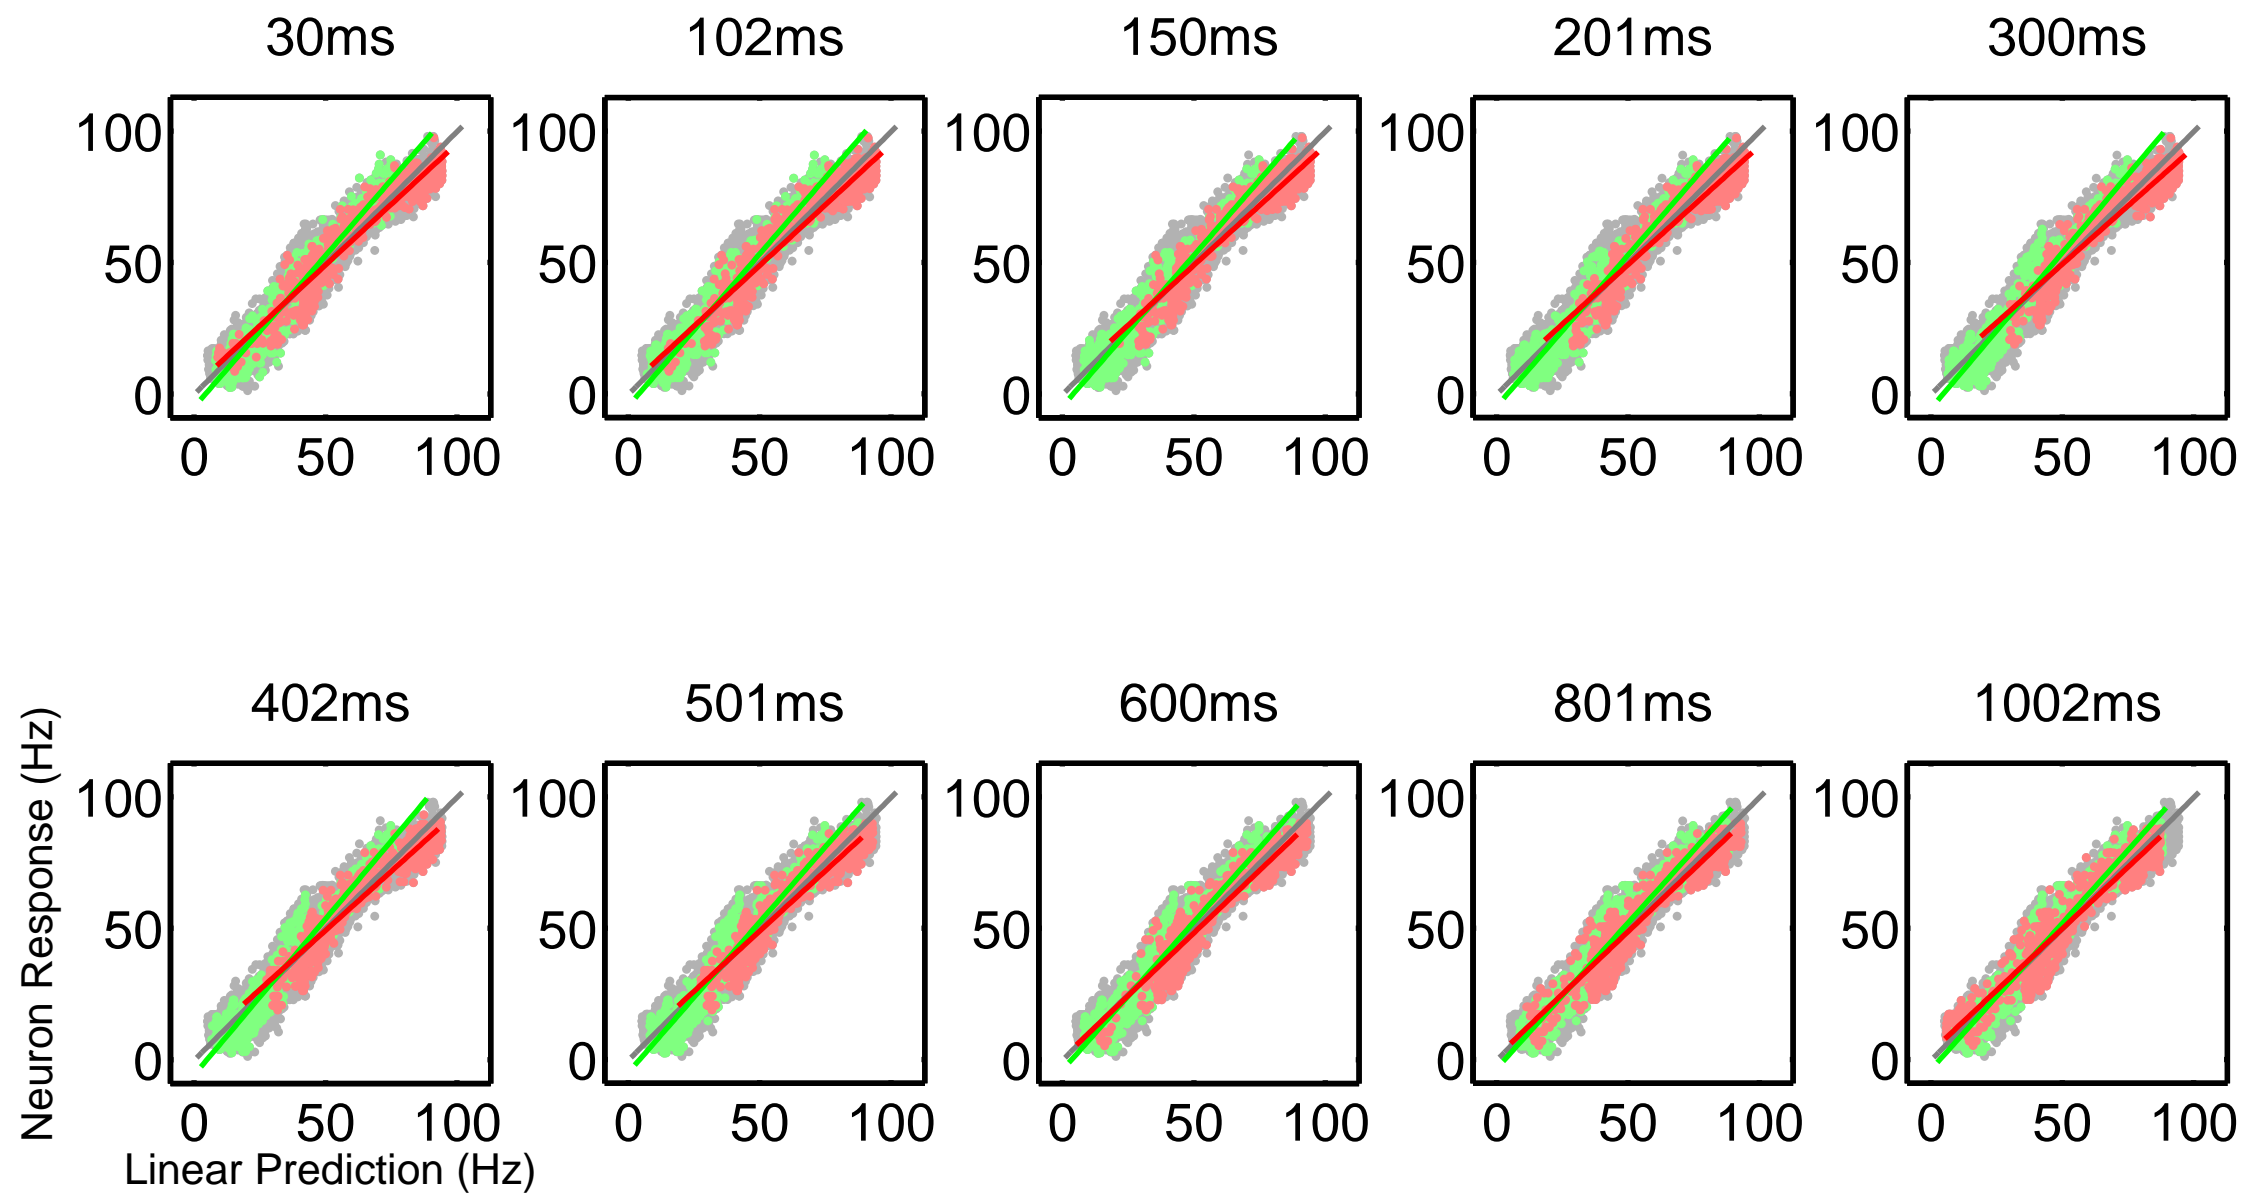 30ms 102ms 150ms 201ms 300ms
100 100 100 100 100
50 50 50 50 50
0 0 0 0 0
0 50 100 0 50 100 0 50 100 0 50 100 0 50 100
402ms 501ms 600ms 801ms 1002ms
Neuron Response (Hz)
100 100 100 100 100
50 50 50 50 50
0 0 0 0 0
0 50 100 0 50 100 0 50 100 0 50 100 0 50 100
Linear Prediction (Hz)